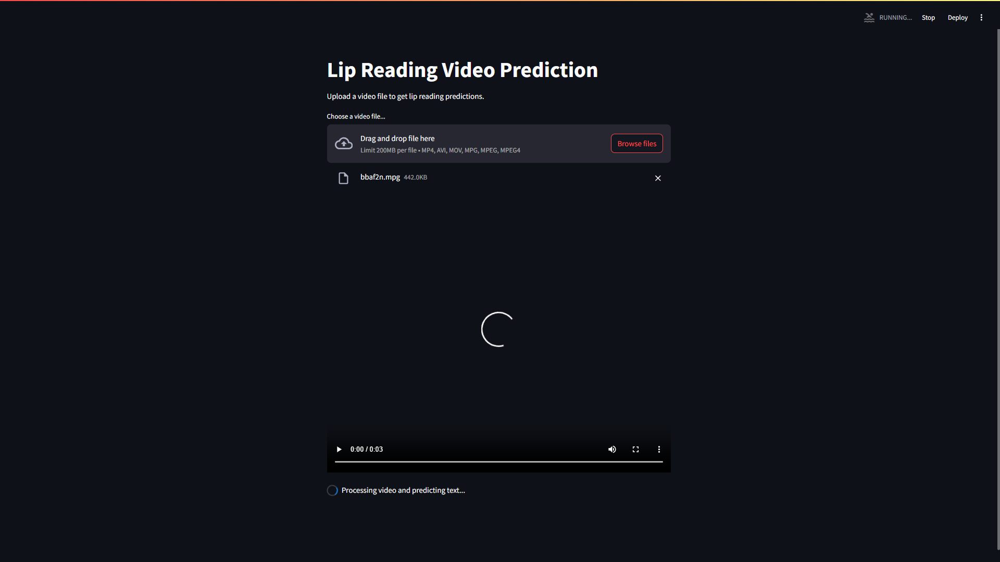 RUNNING...
Stop
Deploy
Lip Reading Video Prediction
Upload a video file to get lip reading predictions.
Choose a video file...
Drag and drop file here
Limit 200MB per file • MP4, AVI, MOV, MPG, MPEG, MPEG4
Browse files
bbaf2n.mpg 442.0KB
0:00 / 0:03
Processing video and predicting text...